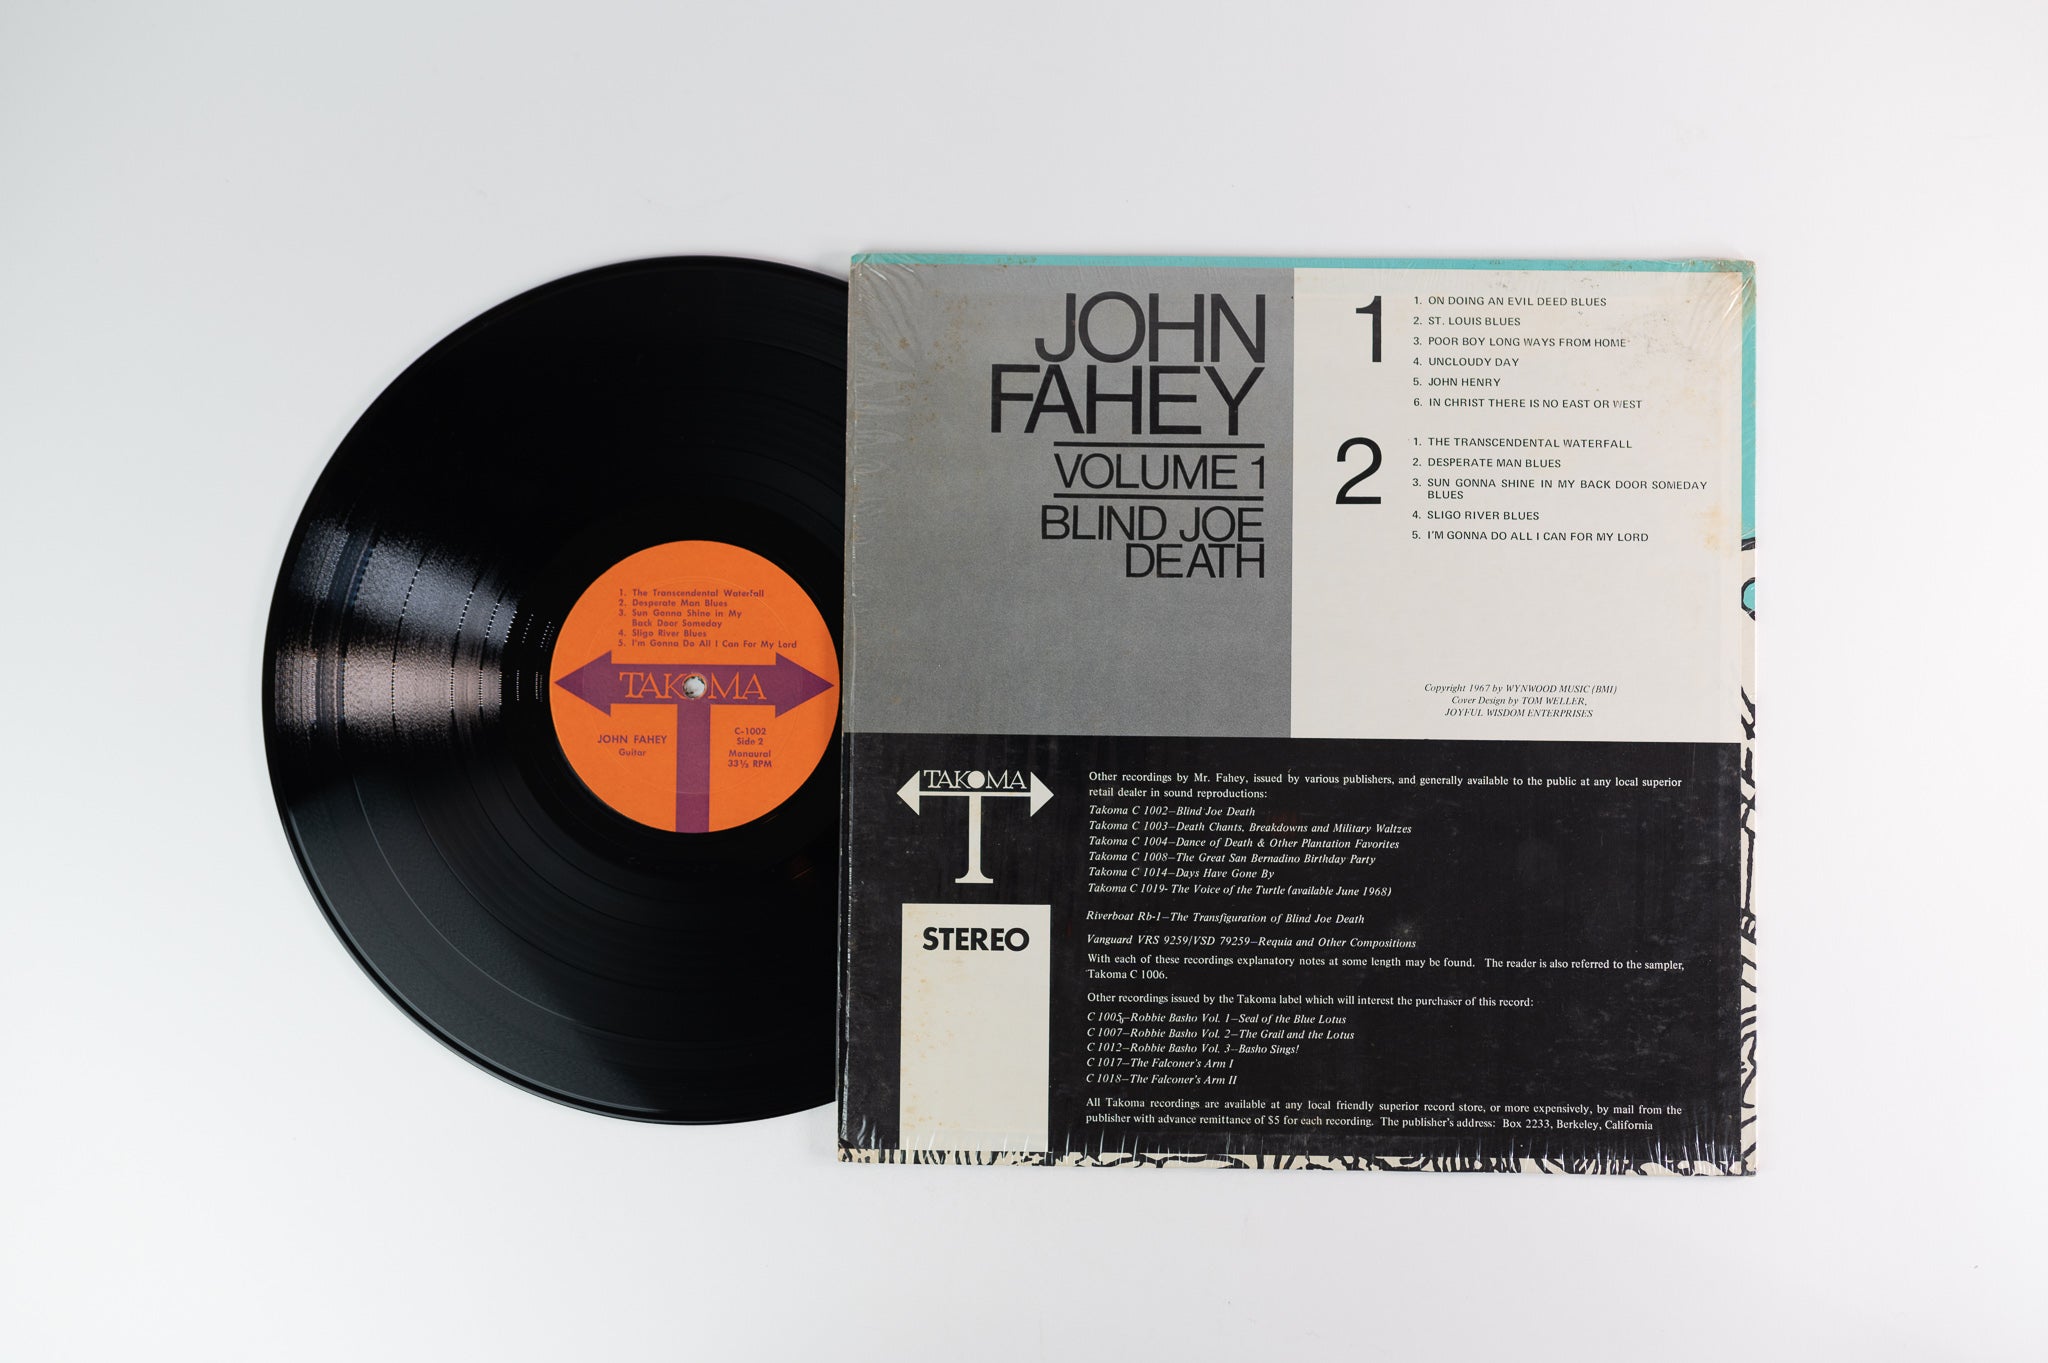 1. The Transcendental Waterfall
2. Desperate Man Blues
3. Sun Gonna Shine in My
Back Door Someday
4. Sligo River Blues
5. I'm Gonna Do All I Can For My Lord
TAKOMA
JOHN FAHEY
Guitar
C-1002
Side 2
Monaural
33⅓ RPM
JOHN
FAHEY
VOLUME 1
BLIND JOE
DEATH
1
1. ON DOING AN EVIL DEED BLUES
2. ST. LOUIS BLUES
3. POOR BOY LONG WAYS FROM HOME
4. UNCLOUDY DAY
5. JOHN HENRY
6. IN CHRIST THERE IS NO EAST OR WEST
2
1. THE TRANSCENDENTAL WATERFALL
2. DESPERATE MAN BLUES
3. SUN GONNA SHINE IN MY BACK DOOR SOMEDAY
BLUES
4. SLIGO RIVER BLUES
5. I'M GONNA DO ALL I CAN FOR MY LORD
Copyright 1967 by WYNWOOD MUSIC (BMI)
Cover Design by TOM WELLER,
JOYFUL WISDOM ENTERPRISES
TAKOMA
STEREO
Other recordings by Mr. Fahey, issued by various publishers, and generally available to the public at any local superior
retail dealer in sound reproductions:
Takoma C 1002—Blind Joe Death
Takoma C 1003—Death Chants, Breakdowns and Military Waltzes
Takoma C 1004—Dance of Death & Other Plantation Favorites
Takoma C 1008—The Great San Bernadino Birthday Party
Takoma C 1014—Days Have Gone By
Takoma C 1019- The Voice of the Turtle (available June 1968)
Riverboat Rb-1—The Transfiguration of Blind Joe Death
Vanguard VRS 9259/VSD 79259—Requia and Other Compositions
With each of these recordings explanatory notes at some length may be found. The reader is also referred to the sampler,
Takoma C 1006.
Other recordings issued by the Takoma label which will interest the purchaser of this record:
C 1005—Robbie Basho Vol. 1—Seal of the Blue Lotus
C 1007—Robbie Basho Vol. 2—The Grail and the Lotus
C 1012—Robbie Basho Vol. 3—Basho Sings!
C 1017—The Falconer's Arm I
C 1018—The Falconer's Arm II
All Takoma recordings are available at any local friendly superior record store, or more expensively, by mail from the
publisher with advance remittance of $5 for each recording. The publisher's address: Box 2233, Berkeley, California